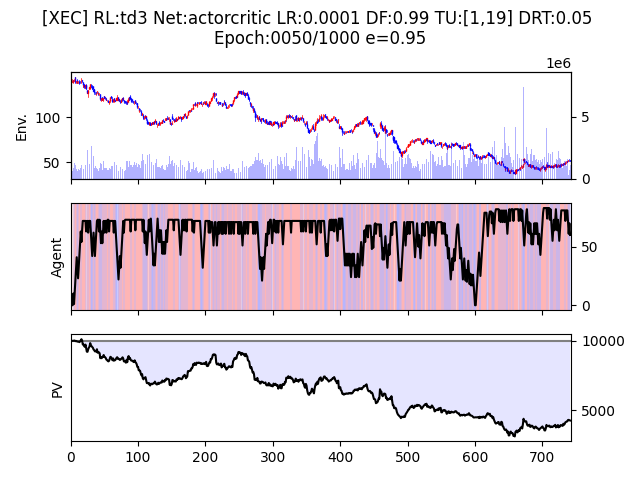 [XEC] RL:td3 Net:actorcritic LR:0.0001 DF:0.99 TU:[1,19] DRT:0.05
Epoch:0050/1000 e=0.95
1e6
Env.
100
50
5
0
Agent
50
0
PV
10000
5000
0 100 200 300 400 500 600 700